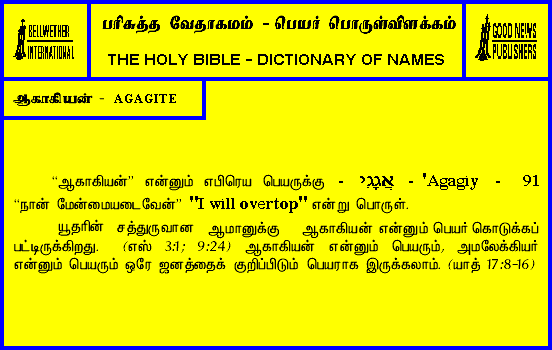 BELLWETHER
INTERNATIONAL
பரிசுத்த வேதாகமம் - பெயர் பொருள்விளக்கம்
THE HOLY BIBLE - DICTIONARY OF NAMES
GOOD NEWS
PUBLISHERS
ஆகாகியன் - AGAGITE
“ஆகாகியன்” என்னும் எபிரெய பெயருக்கு - אֲגָגִי - 'Agagiy - 91
“நான் மேன்மையடைவேன்” "I will overtop" என்று பொருள்.
யூதரின் சத்துருவான ஆமானுக்கு ஆகாகியன் என்னும் பெயர் கொடுக்கப்
பட்டிருக்கிறது. (எஸ் 3:1; 9:24) ஆகாகியன் என்னும் பெயரும், அமலேக்கியர்
என்னும் பெயரும் ஒரே ஜனத்தைக் குறிப்பிடும் பெயராக இருக்கலாம். (யாத் 17:8-16)